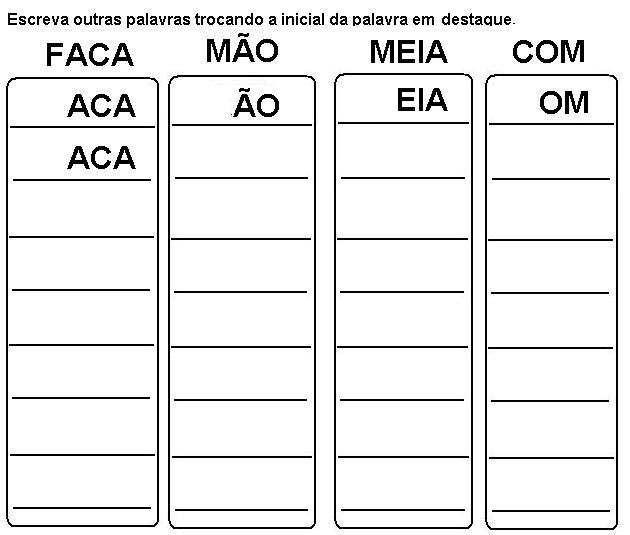 Escreva outras palavras trocando a inicial da palavra em destaque.
FACA MÃO MEIA COM
ACA ÃO EIA OM
ACA